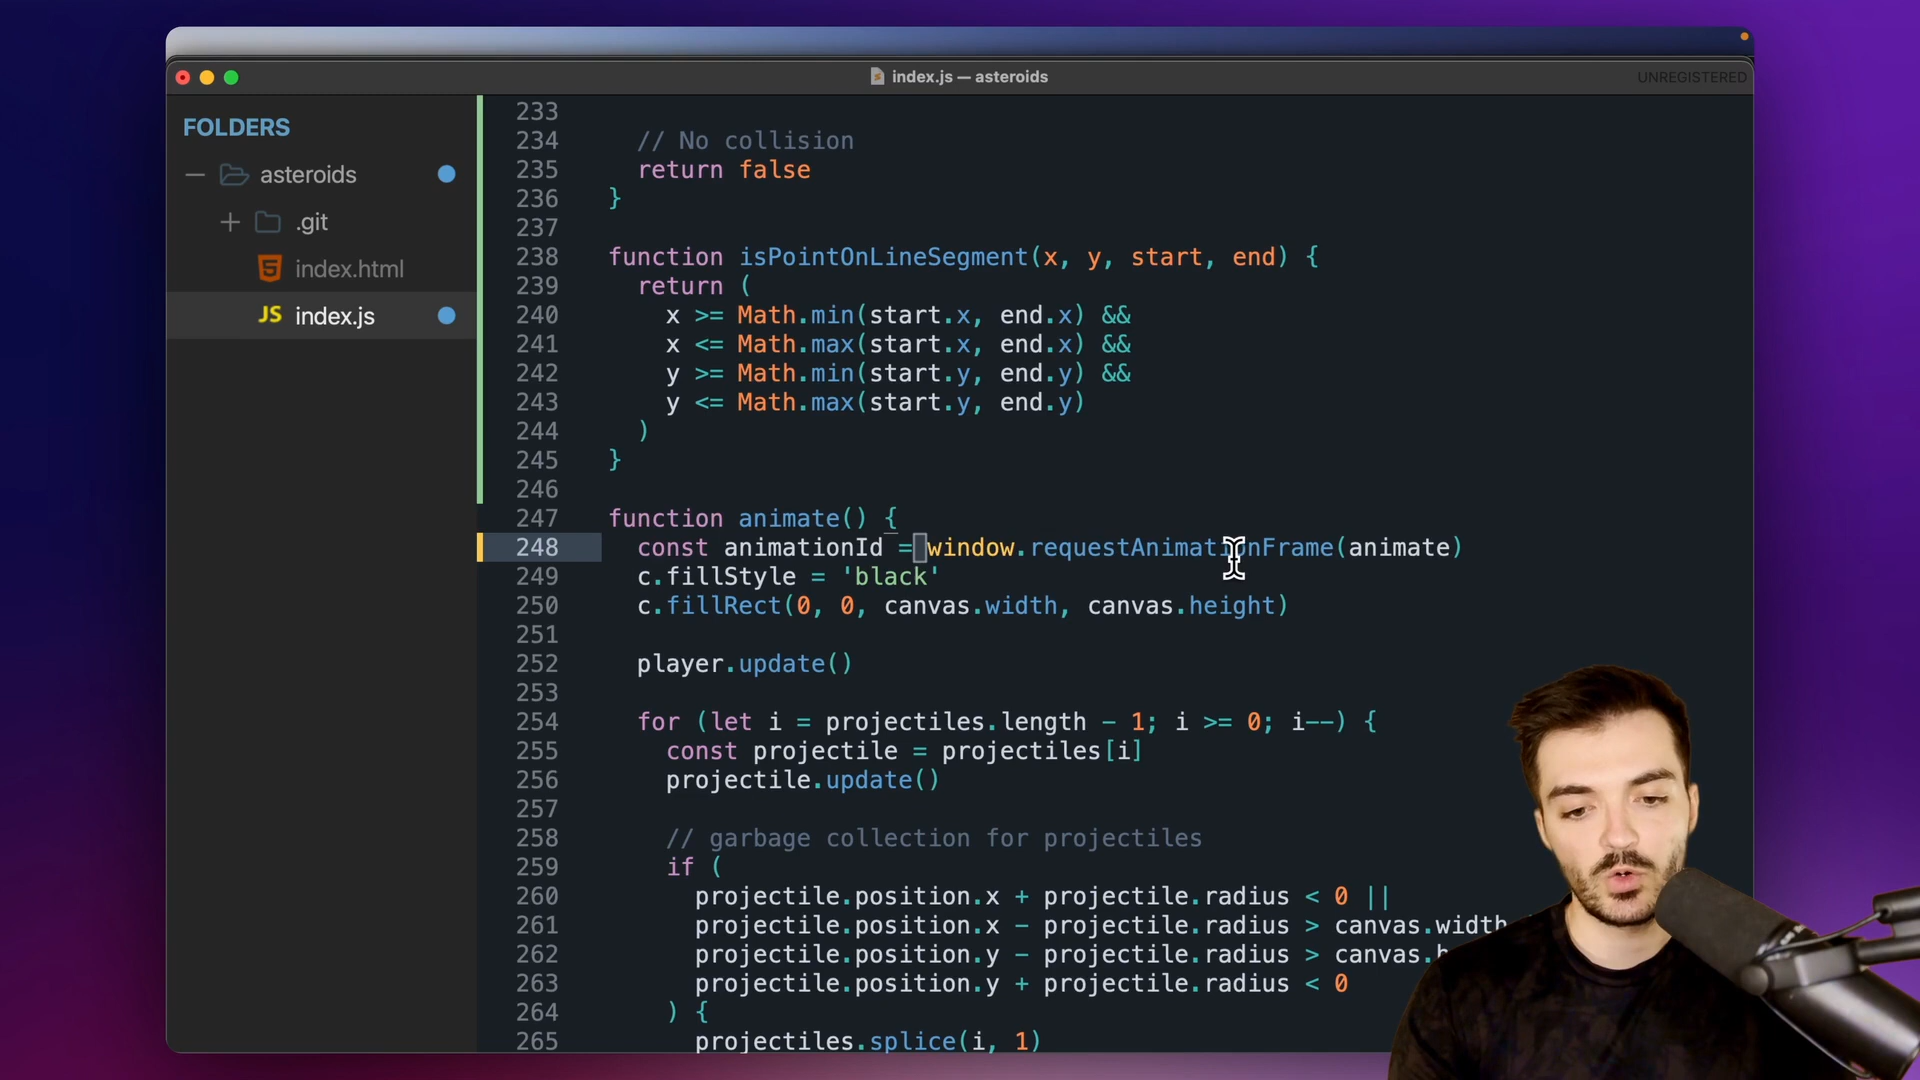 index.js — asteroids
UNREGISTERED
FOLDERS
asteroids
.git
index.html
JS index.js
233
234 // No collision
235 return false
236 }
237
238 function isPointOnLineSegment(x, y, start, end) {
239 return (
240 x >= Math.min(start.x, end.x) &&
241 x <= Math.max(start.x, end.x) &&
242 y >= Math.min(start.y, end.y) &&
243 y <= Math.max(start.y, end.y)
244 )
245 }
246
247 function animate() {
248 const animationId = window.requestAnimationFrame(animate)
249 c.fillStyle = 'black'
250 c.fillRect(0, 0, canvas.width, canvas.height)
251
252 player.update()
253
254 for (let i = projectiles.length - 1; i >= 0; i--) {
255 const projectile = projectiles[i]
256 projectile.update()
257
258 // garbage collection for projectiles
259 if (
260 projectile.position.x + projectile.radius < 0 ||
261 projectile.position.x - projectile.radius > canvas.width
262 projectile.position.y - projectile.radius > canvas.h
263 projectile.position.y + projectile.radius < 0
264 ) {
265 projectiles.splice(i, 1)